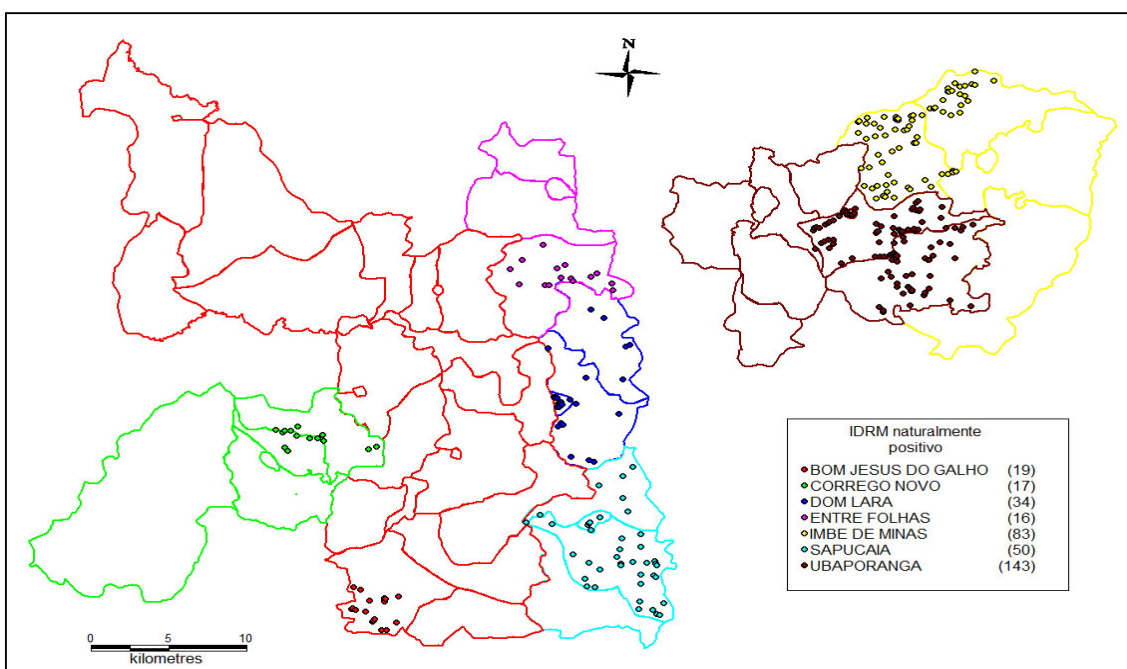 N
IDRM naturalmente
positivo
BOM JESUS DO GALHO (19)
CORREGO NOVO (17)
DOM LARA (34)
ENTRE FOLHAS (16)
IMBE DE MINAS (83)
SAPUCAIA (50)
UBAPORANGA (143)
0 5 10
kilometres